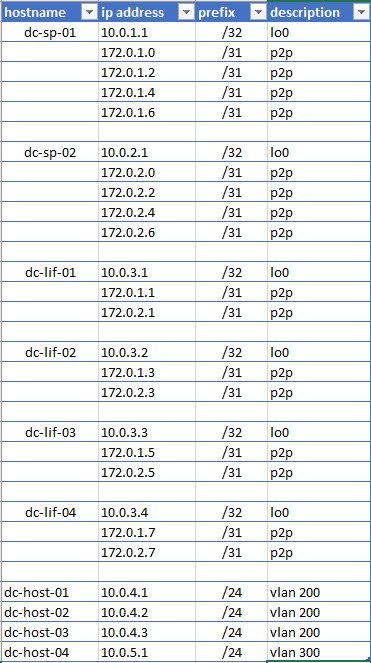 hostname ip address prefix description
dc-sp-01 10.0.1.1 /32 lo0
172.0.1.0 /31 p2p
172.0.1.2 /31 p2p
172.0.1.4 /31 p2p
172.0.1.6 /31 p2p
dc-sp-02 10.0.2.1 /32 lo0
172.0.2.0 /31 p2p
172.0.2.2 /31 p2p
172.0.2.4 /31 p2p
172.0.2.6 /31 p2p
dc-lif-01 10.0.3.1 /32 lo0
172.0.1.1 /31 p2p
172.0.2.1 /31 p2p
dc-lif-02 10.0.3.2 /32 lo0
172.0.1.3 /31 p2p
172.0.2.3 /31 p2p
dc-lif-03 10.0.3.3 /32 lo0
172.0.1.5 /31 p2p
172.0.2.5 /31 p2p
dc-lif-04 10.0.3.4 /32 lo0
172.0.1.7 /31 p2p
172.0.2.7 /31 p2p
dc-host-01 10.0.4.1 /24 vlan 200
dc-host-02 10.0.4.2 /24 vlan 200
dc-host-03 10.0.4.3 /24 vlan 200
dc-host-04 10.0.5.1 /24 vlan 300